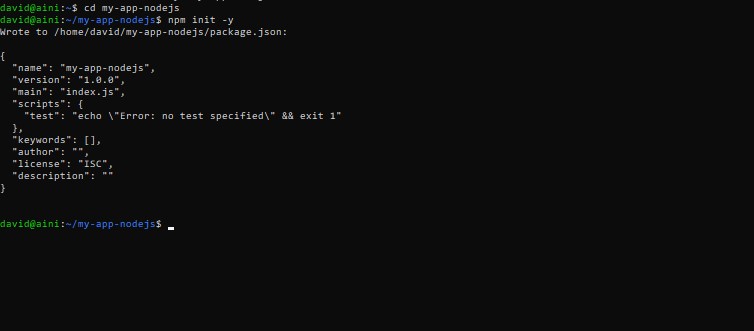 david@aini:~$ cd my-app-nodejs
david@aini:~/my-app-nodejs$ npm init -y
Wrote to /home/david/my-app-nodejs/package.json:

{
  "name": "my-app-nodejs",
  "version": "1.0.0",
  "main": "index.js",
  "scripts": {
    "test": "echo \"Error: no test specified\" && exit 1"
  },
  "keywords": [],
  "author": "",
  "license": "ISC",
  "description": ""
}

david@aini:~/my-app-nodejs$